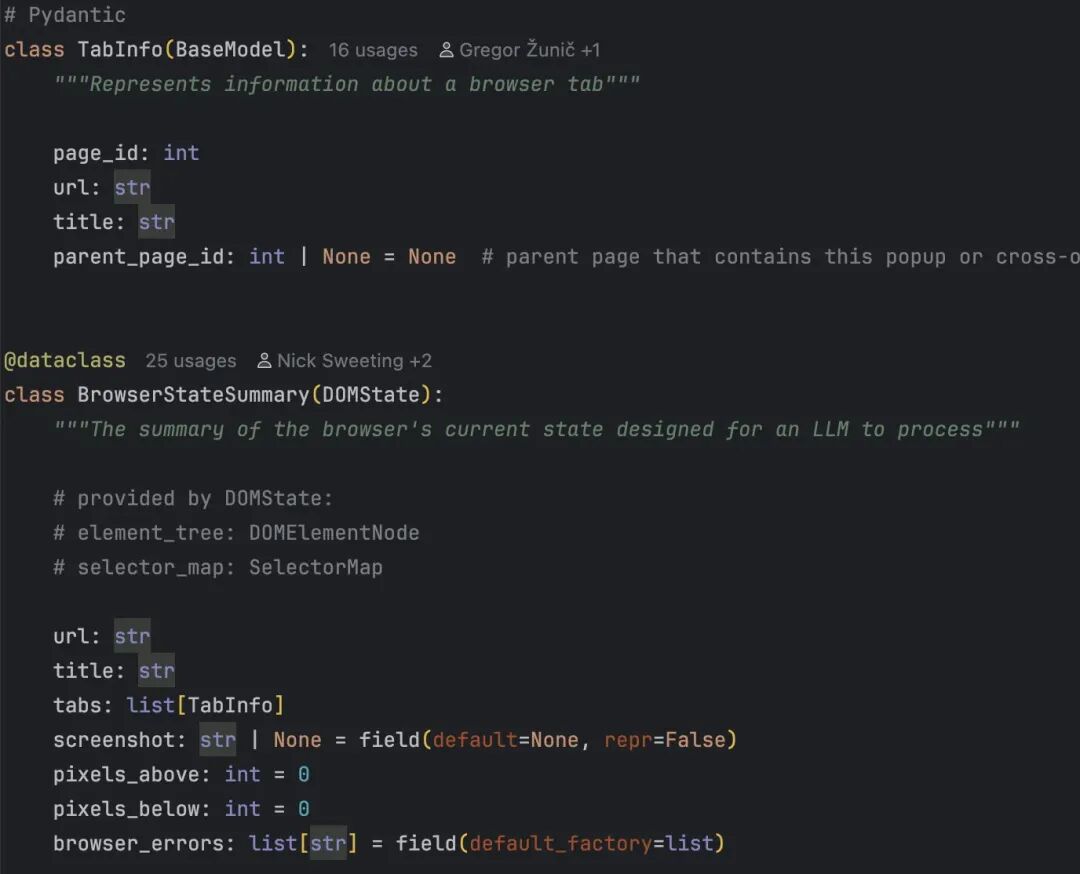 # Pydantic
class TabInfo(BaseModel): 16 usages Gregor Žunič +1
"""Represents information about a browser tab"""
page_id: int
url: str
title: str
parent_page_id: int | None = None # parent page that contains this popup or cross-o
@dataclass 25 usages Nick Sweeting +2
class BrowserStateSummary(DOMState):
"""The summary of the browser's current state designed for an LLM to process"""
# provided by DOMState:
# element_tree: DOMElementNode
# selector_map: SelectorMap
url: str
title: str
tabs: list[TabInfo]
screenshot: str | None = field(default=None, repr=False)
pixels_above: int = 0
pixels_below: int = 0
browser_errors: list[str] = field(default_factory=list)